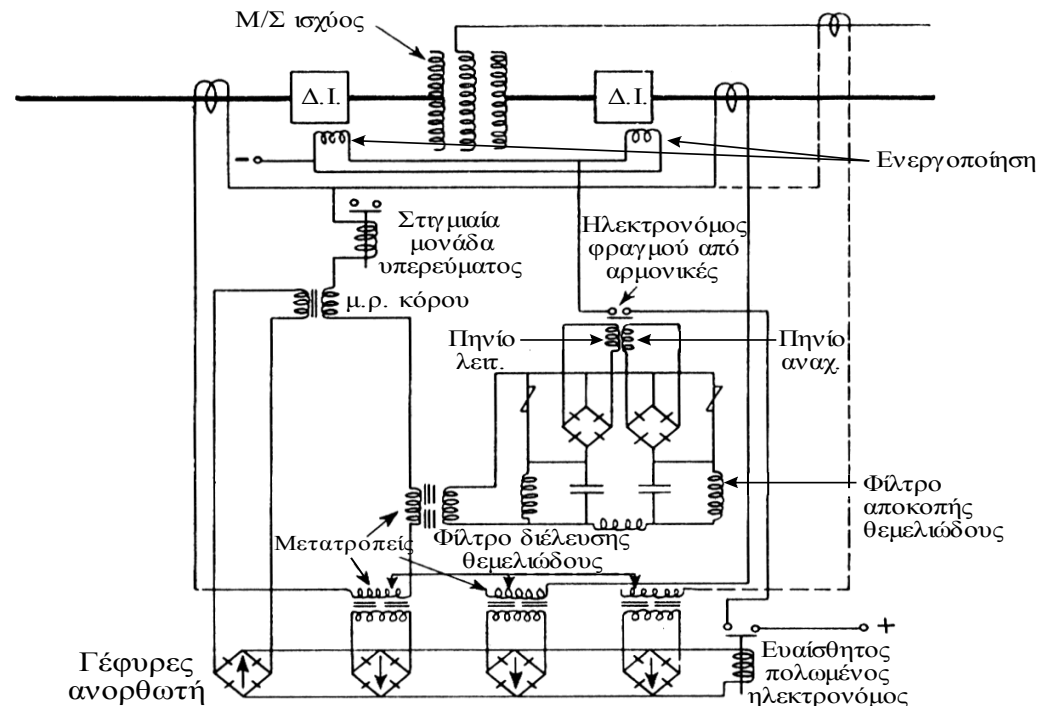 Μ/Σ ισχύος
Δ.Ι.
Δ.Ι.
Ενεργοποίηση
-
Στιγμιαία
μονάδα
υπερεύματος
Ηλεκτρονόμος
φραγμού από
αρμονικές
μ.ρ. κόρου
Πηνίο
λειτ.
Πηνίο
αναχ.
Φίλτρο
αποκοπής
θεμελιώδους
Μετατροπείς
Φίλτρο διέλευσης
θεμελιώδους
+
Γέφυρες
ανορθωτή
Ευαίσθητος
πολωμένος
ηλεκτρονόμος